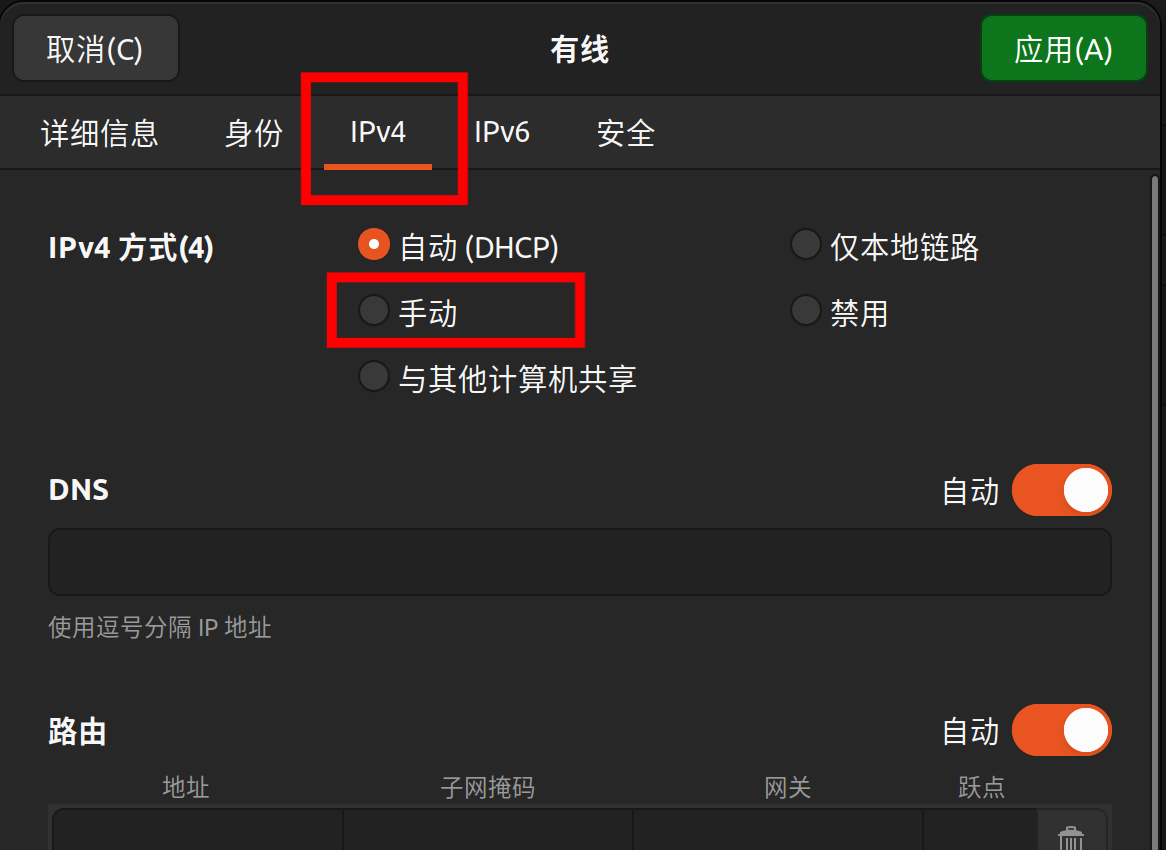 取消(C) 有线 应用(A)
详细信息 身份 IPv4 IPv6 安全
IPv4 方式(4) 自动 (DHCP) 仅本地链路
手动 禁用
与其他计算机共享
DNS 自动
使用逗号分隔 IP 地址
路由 自动
地址 子网掩码 网关 跃点